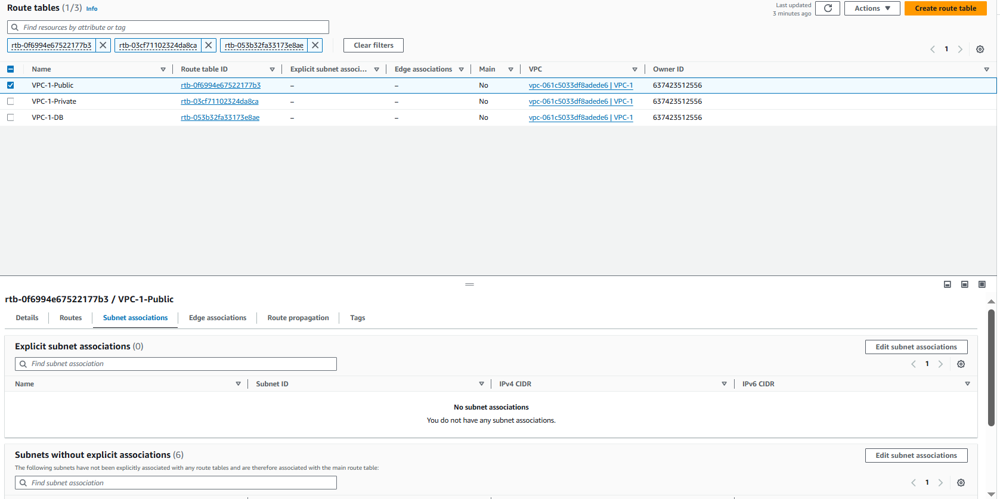 Route tables (1/3) Info
Last updated
3 minutes ago
Actions
Create route table
Find resources by attribute or tag
rtb-0f6994e67522177b3 rtb-03cf71102324da8ca rtb-053b32fa33173e8ae Clear filters
1
Name Route table ID Explicit subnet associ... Edge associations Main VPC Owner ID
VPC-1-Public rtb-0f6994e67522177b3 – – No vpc-061c5033df8adede6 | VPC-1 637423512556
VPC-1-Private rtb-03cf71102324da8ca – – No vpc-061c5033df8adede6 | VPC-1 637423512556
VPC-1-DB rtb-053b32fa33173e8ae – – No vpc-061c5033df8adede6 | VPC-1 637423512556
rtb-0f6994e67522177b3 / VPC-1-Public
Details Routes Subnet associations Edge associations Route propagation Tags
Explicit subnet associations (0) Edit subnet associations
Find subnet association 1
Name Subnet ID IPv4 CIDR IPv6 CIDR
No subnet associations
You do not have any subnet associations.
Subnets without explicit associations (6) Edit subnet associations
The following subnets have not been explicitly associated with any route tables and are therefore associated with the main route table:
Find subnet association 1